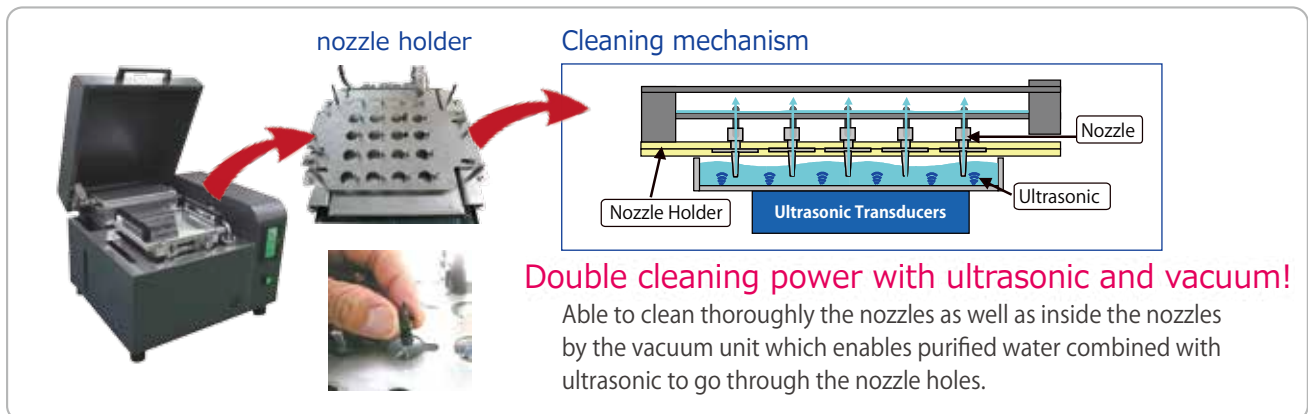 nozzle holder
Cleaning mechanism
Nozzle
Ultrasonic
Nozzle Holder
Ultrasonic Transducers
Double cleaning power with ultrasonic and vacuum!
Able to clean thoroughly the nozzles as well as inside the nozzles
by the vacuum unit which enables purified water combined with
ultrasonic to go through the nozzle holes.